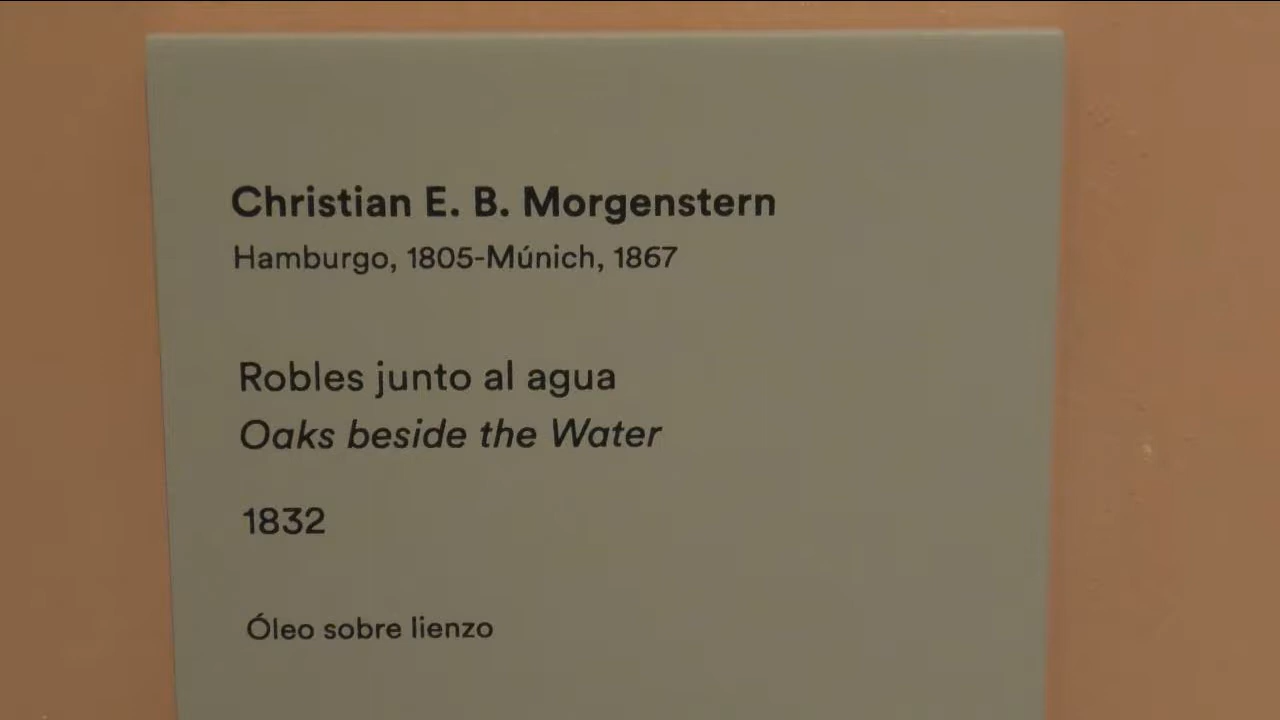 Christian E. B. Morgenstern
Hamburgo, 1805-Múnich, 1867
Robles junto al agua
Oaks beside the Water
1832
Óleo sobre lienzo